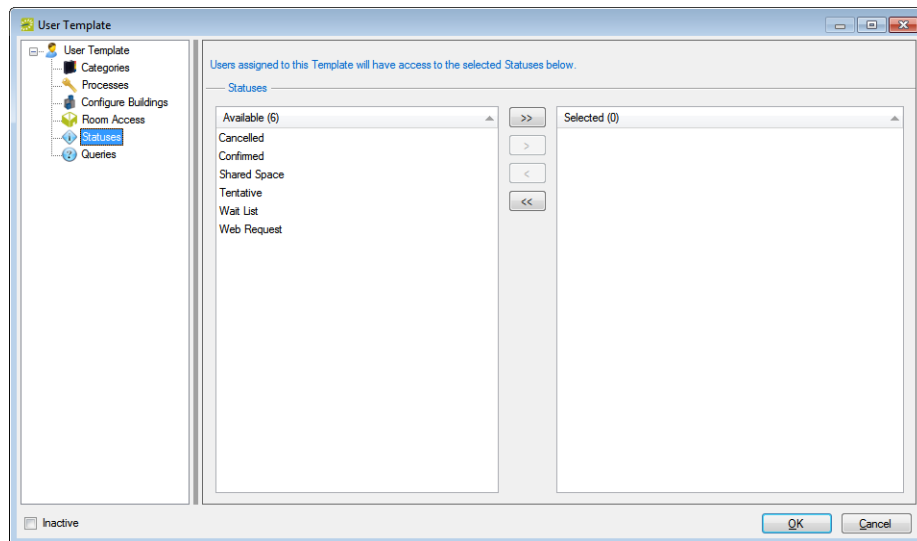 User Template
User Template
Categories
Processes
Configure Buildings
Room Access
Statuses
Queries
Users assigned to this Template will have access to the selected Statuses below.
Statuses
Available (6)
Cancelled
Confirmed
Shared Space
Tentative
Wait List
Web Request
>>
>
<
<<
Selected (0)
Inactive
OK
Cancel